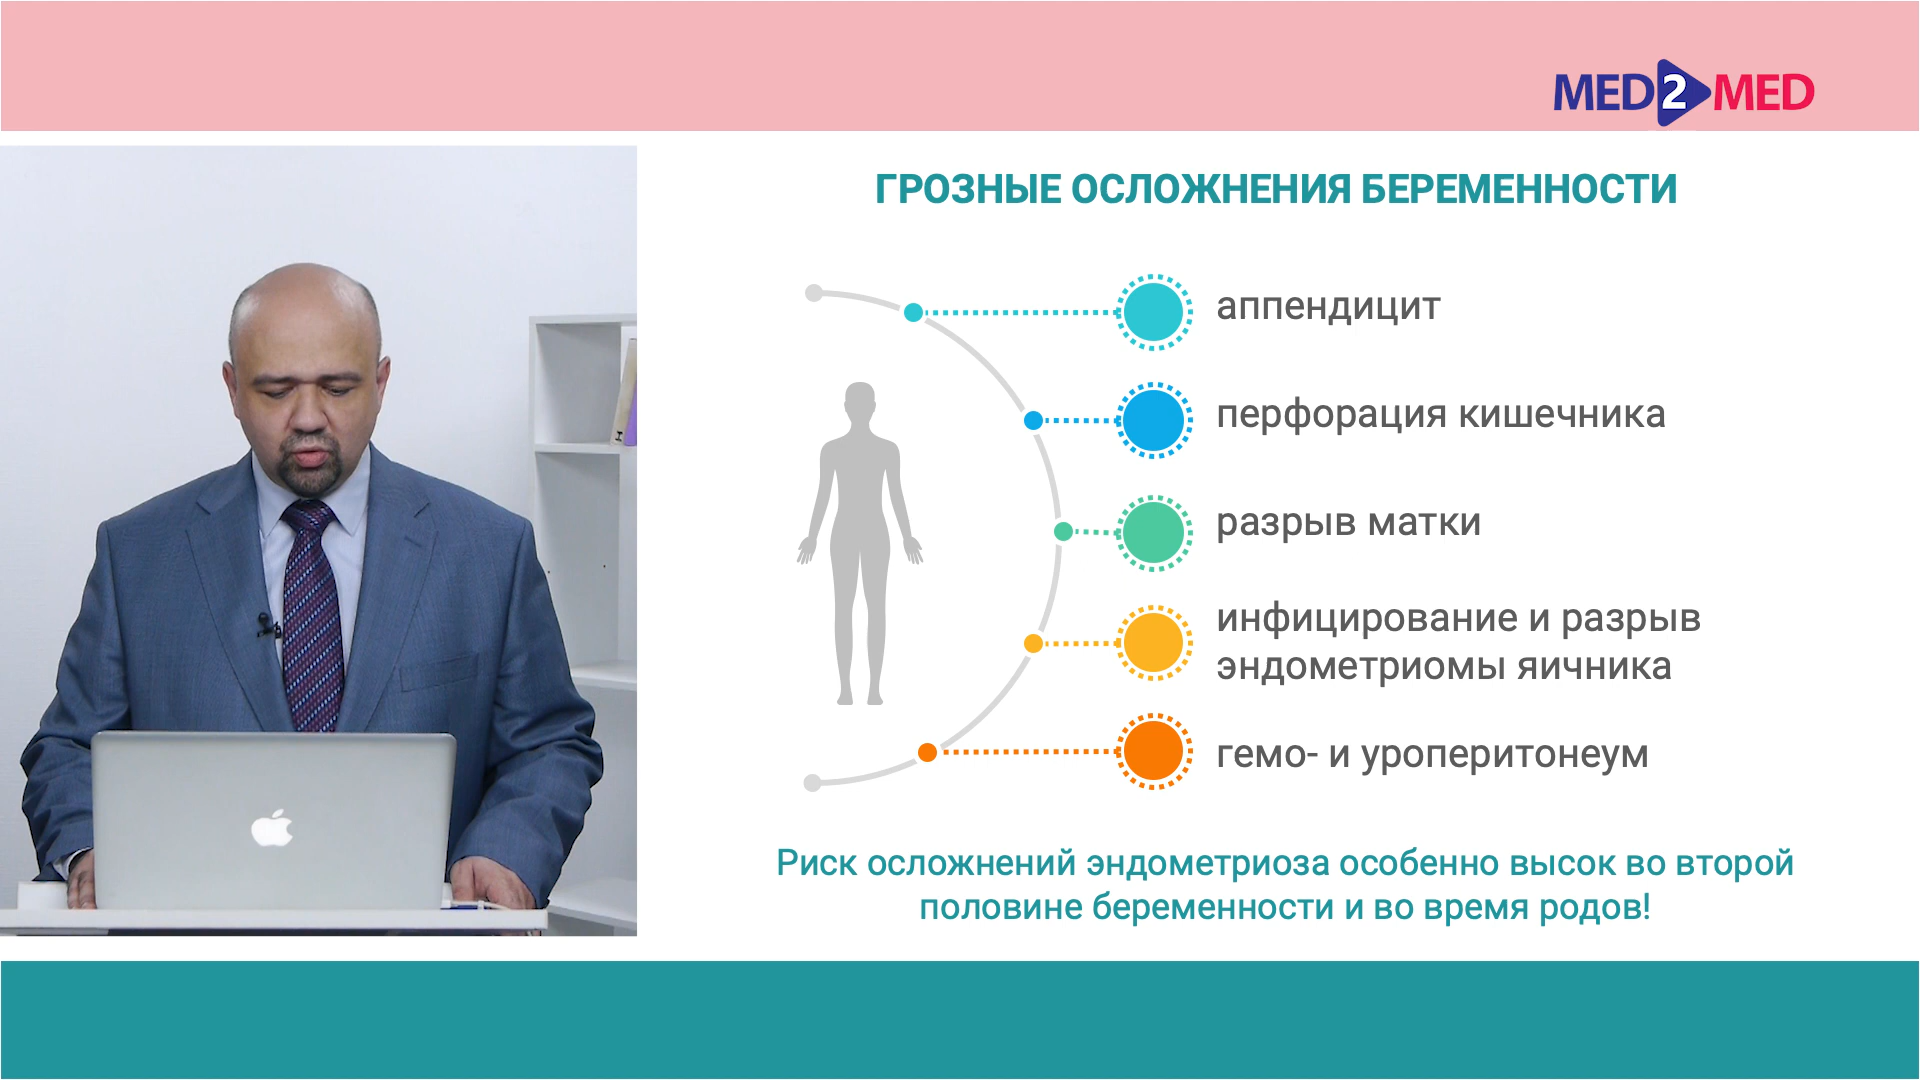 MED2MED
ГРОЗНЫЕ ОСЛОЖНЕНИЯ БЕРЕМЕННОСТИ
аппендицит
перфорация кишечника
разрыв матки
инфицирование и разрыв
эндометриомы яичника
гемо- и уроперитонеум
Риск осложнений эндометриоза особенно высок во второй
половине беременности и во время родов!